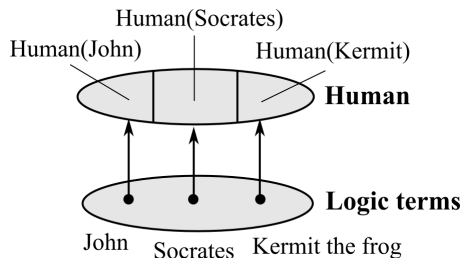 Human(Socrates)
Human(John)
Human(Kermit)
Human
Logic terms
John
Socrates
Kermit the frog